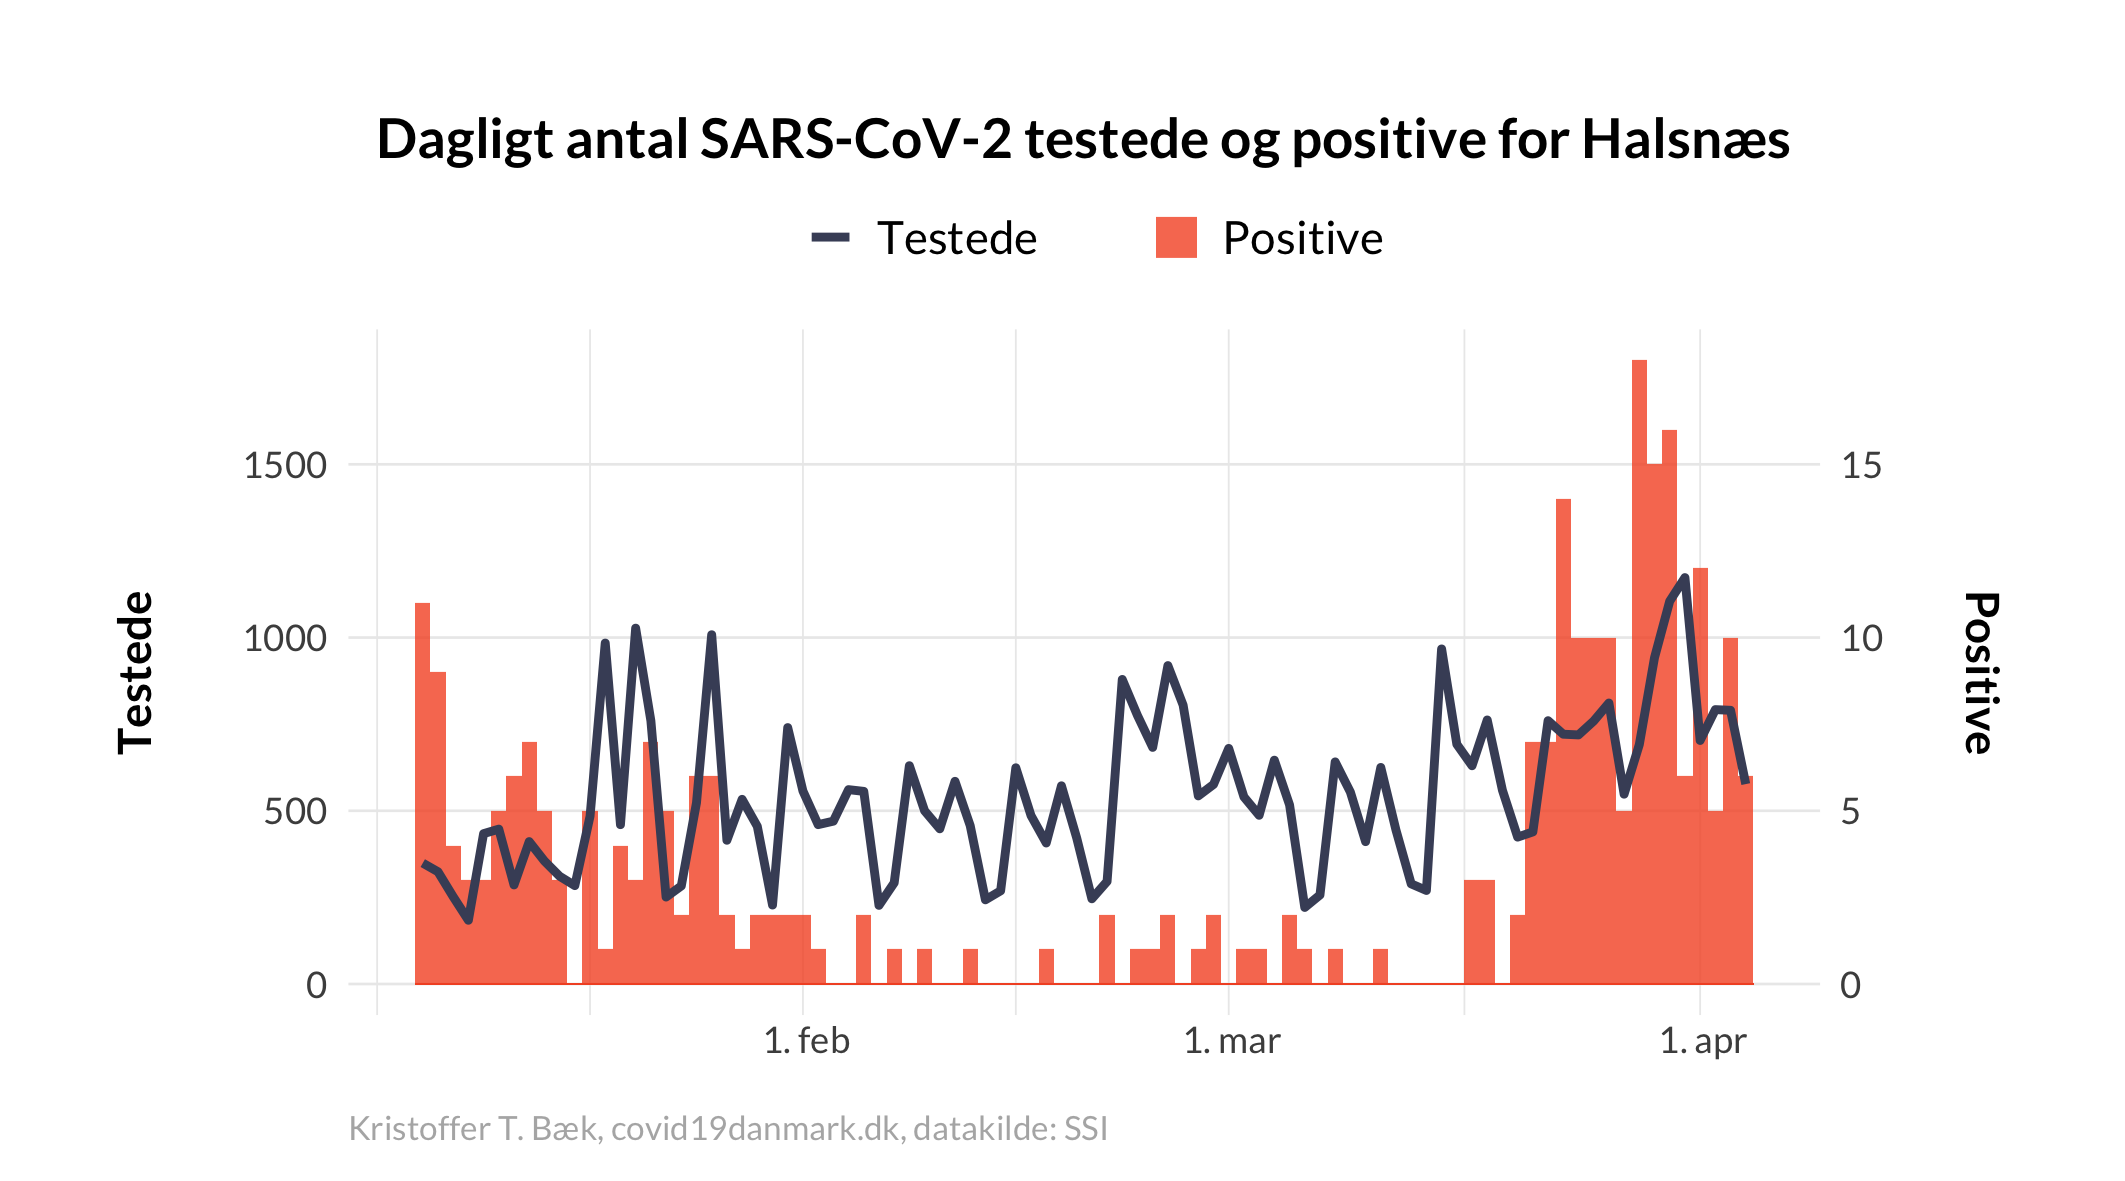 Dagligt antal SARS-CoV-2 testede og positive for Halsnæs
Testede
Positive
Testede
1500
1000
500
0
15
10
5
0
Positive
1. feb
1. mar
1. apr
Kristoffer T. Bæk, covid19danmark.dk, datakilde: SSI